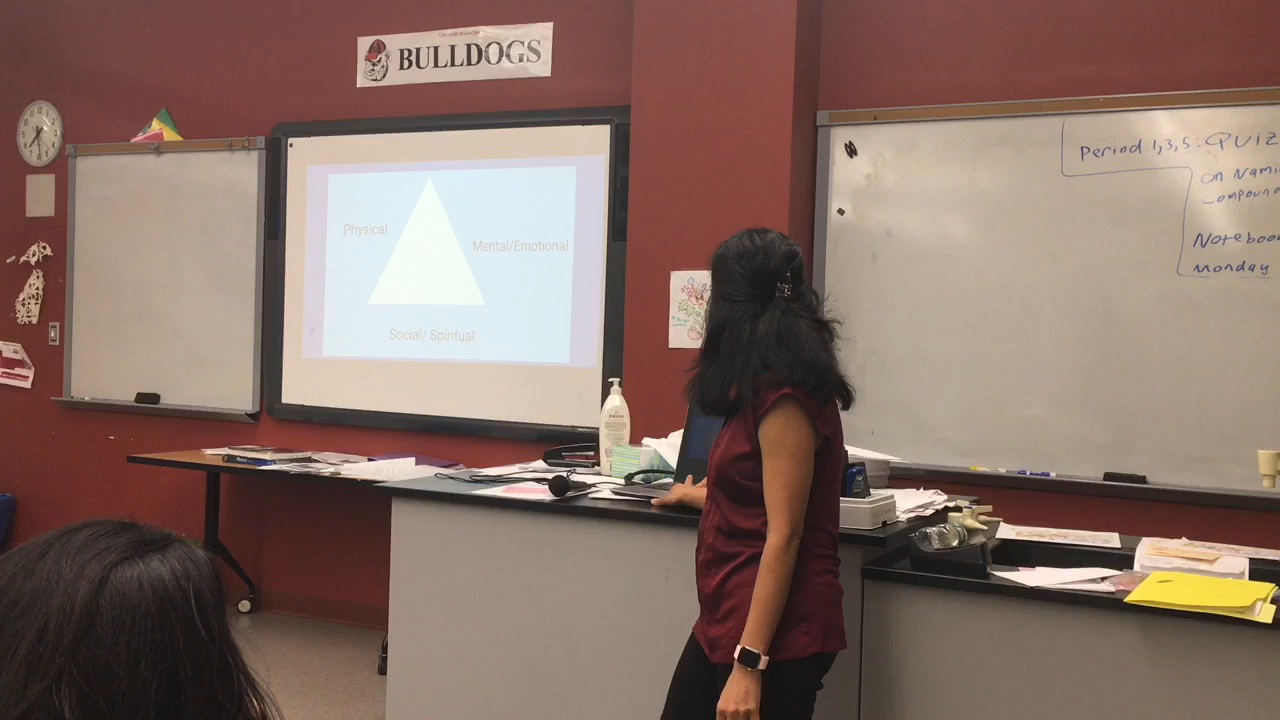 BULLDOGS
Physical
Mental/Emotional
Social/ Spiritual
Period 1,3,5: QUIZ
on Nami
Compoun
Noteboo
Monday